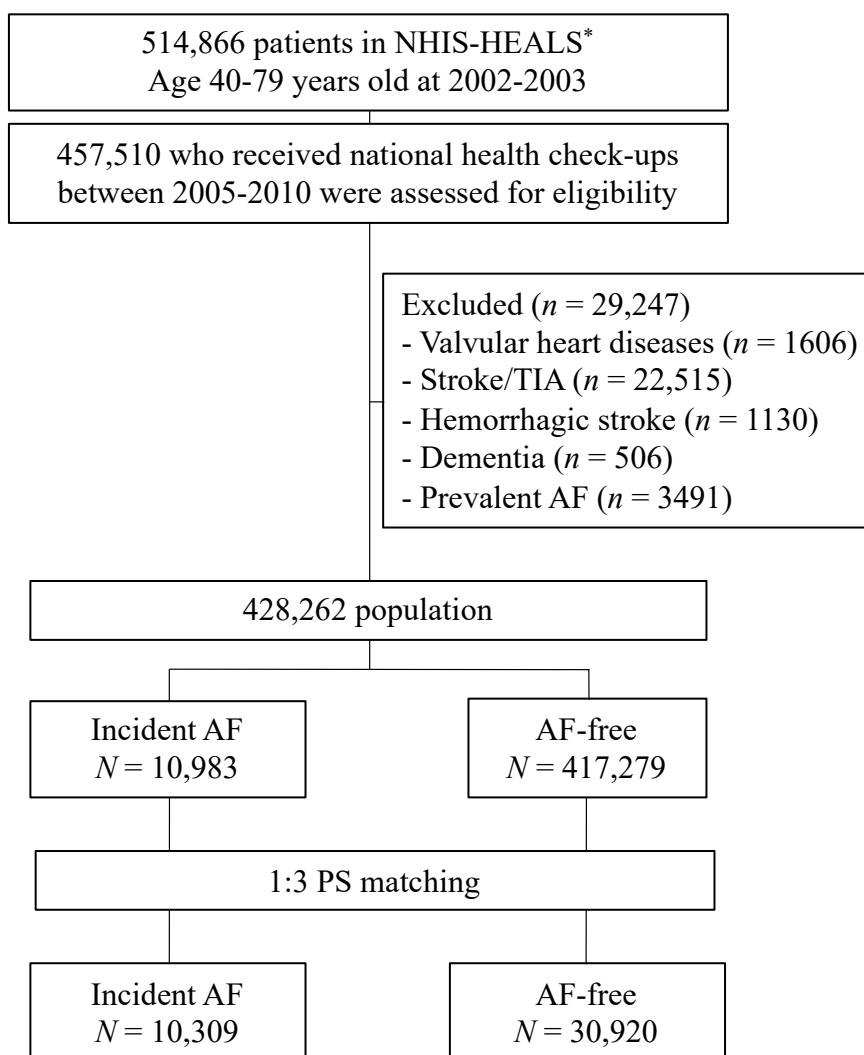 514,866 patients in NHIS-HEALS*
Age 40-79 years old at 2002-2003
457,510 who received national health check-ups
between 2005-2010 were assessed for eligibility
Excluded (n = 29,247)
- Valvular heart diseases (n = 1606)
- Stroke/TIA (n = 22,515)
- Hemorrhagic stroke (n = 1130)
- Dementia (n = 506)
- Prevalent AF (n = 3491)
428,262 population
Incident AF
N = 10,983
AF-free
N = 417,279
1:3 PS matching
Incident AF
N = 10,309
AF-free
N = 30,920